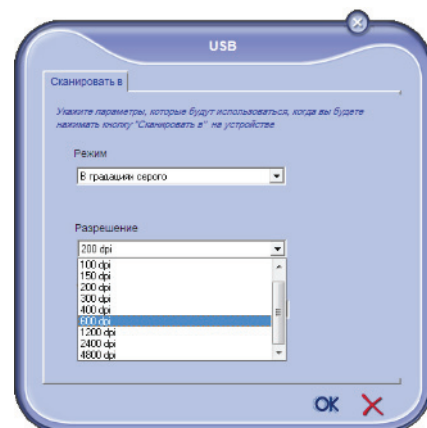 USB
Сканировать в
Укажите параметры, которые будут использоваться, когда вы будете
нажимать кнопку "Сканировать в" на устройстве
Режим
В градациях серого
Разрешение
200 dpi
100 dpi
150 dpi
200 dpi
300 dpi
400 dpi
600 dpi
1200 dpi
2400 dpi
4800 dpi
OK